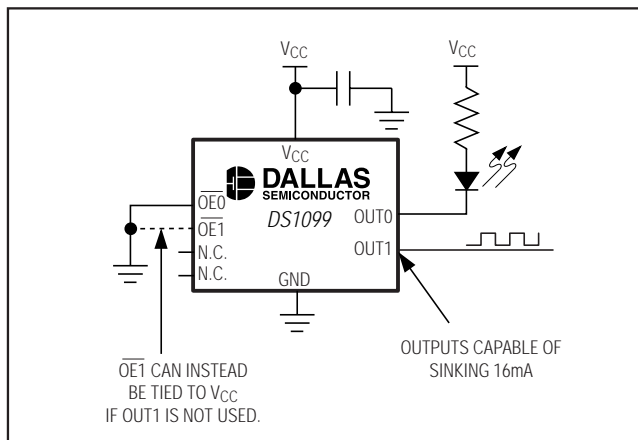 VCC
VCC
VCC
DALLAS
SEMICONDUCTOR
DS1099
OE0
OE1
N.C.
N.C.
OUT0
OUT1
GND
OE1 CAN INSTEAD
BE TIED TO VCC
IF OUT1 IS NOT USED.
OUTPUTS CAPABLE OF
SINKING 16mA